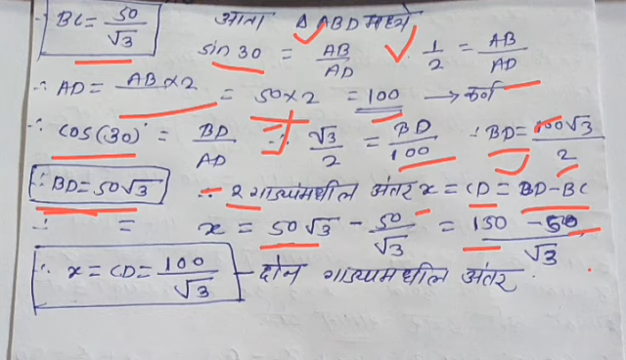 ∴ BC = 50/√3 आता Δ ABD मध्ये
sin 30 = AB/AD ∴ 1/2 = AB/AD
∴ AD = AB×2 = 50×2 = 100 → कर्ण
∴ cos(30) = BD/AD ∴ √3/2 = BD/100 ∴ BD = 100√3/2
∴ BD = 50√3 ∴ 2 गाड्यांमधील अंतर x = CD = BD - BC
∴ = x = 50√3 - 50/√3 = 150 - 50/√3
∴ x = CD = 100/√3 - दोन गाड्यामधील अंतर.